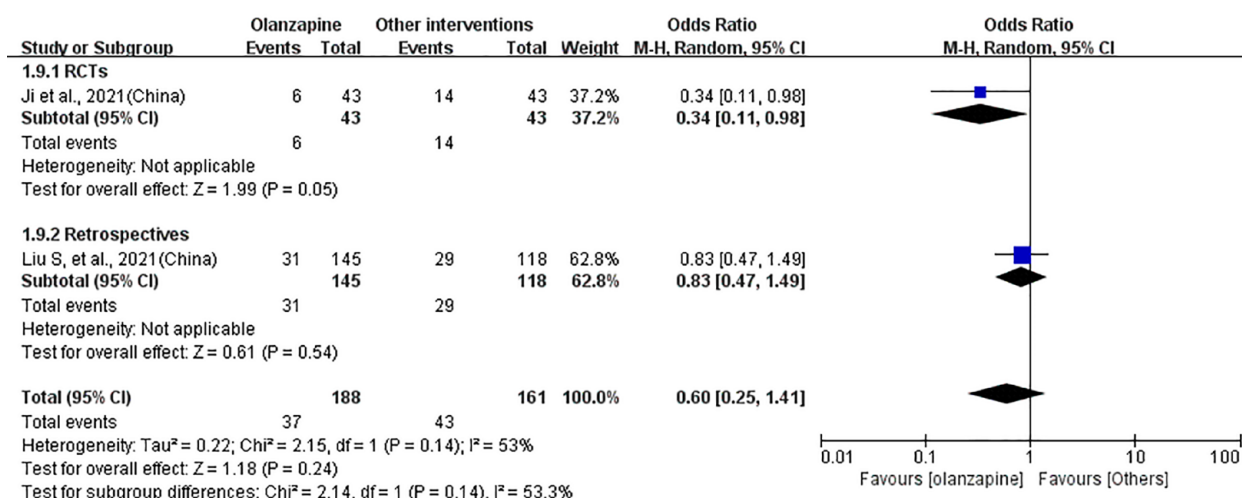 Olanzapine Other interventions Odds Ratio Odds Ratio
Study or Subgroup Events Total Events Total Weight M-H, Random, 95% CI M-H, Random, 95% CI
1.9.1 RCTs
Ji et al., 2021(China) 6 43 14 43 37.2% 0.34 [0.11, 0.98]
Subtotal (95% CI) 43 43 37.2% 0.34 [0.11, 0.98]
Total events 6 14
Heterogeneity: Not applicable
Test for overall effect: Z = 1.99 (P = 0.05)
1.9.2 Retrospectives
Liu S, et al., 2021(China) 31 145 29 118 62.8% 0.83 [0.47, 1.49]
Subtotal (95% CI) 145 118 62.8% 0.83 [0.47, 1.49]
Total events 31 29
Heterogeneity: Not applicable
Test for overall effect: Z = 0.61 (P = 0.54)
Total (95% CI) 188 161 100.0% 0.60 [0.25, 1.41]
Total events 37 43
Heterogeneity: Tau² = 0.22; Chi² = 2.15, df = 1 (P = 0.14); I² = 53%
Test for overall effect: Z = 1.18 (P = 0.24)
Test for subgroup differences: Chi² = 2.14, df = 1 (P = 0.14), I² = 53.3%
0.01 0.1 1 10 100
Favours [olanzapine] Favours [Others]